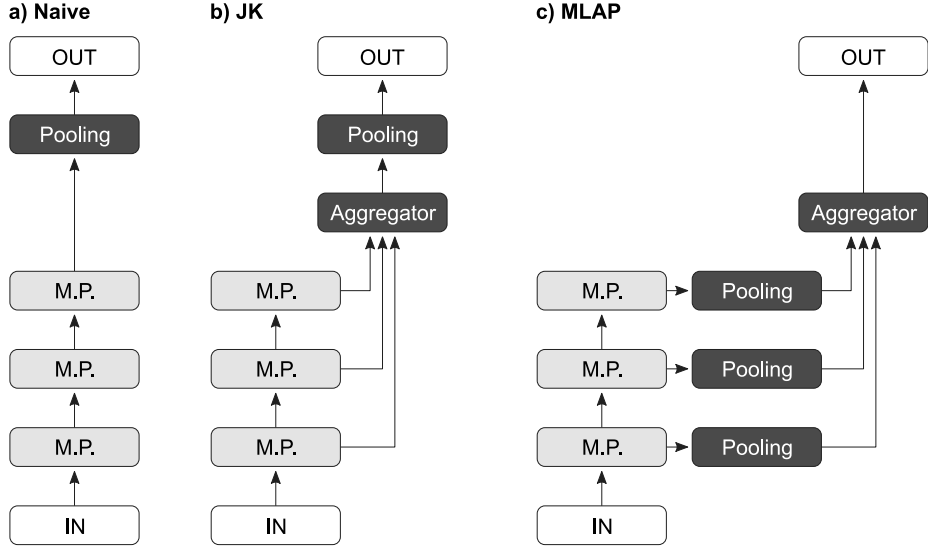 a) Naive
OUT
Pooling
M.P.
M.P.
M.P.
IN
b) JK
OUT
Pooling
Aggregator
M.P.
M.P.
M.P.
IN
c) MLAP
OUT
Aggregator
M.P.
Pooling
M.P.
Pooling
M.P.
Pooling
IN